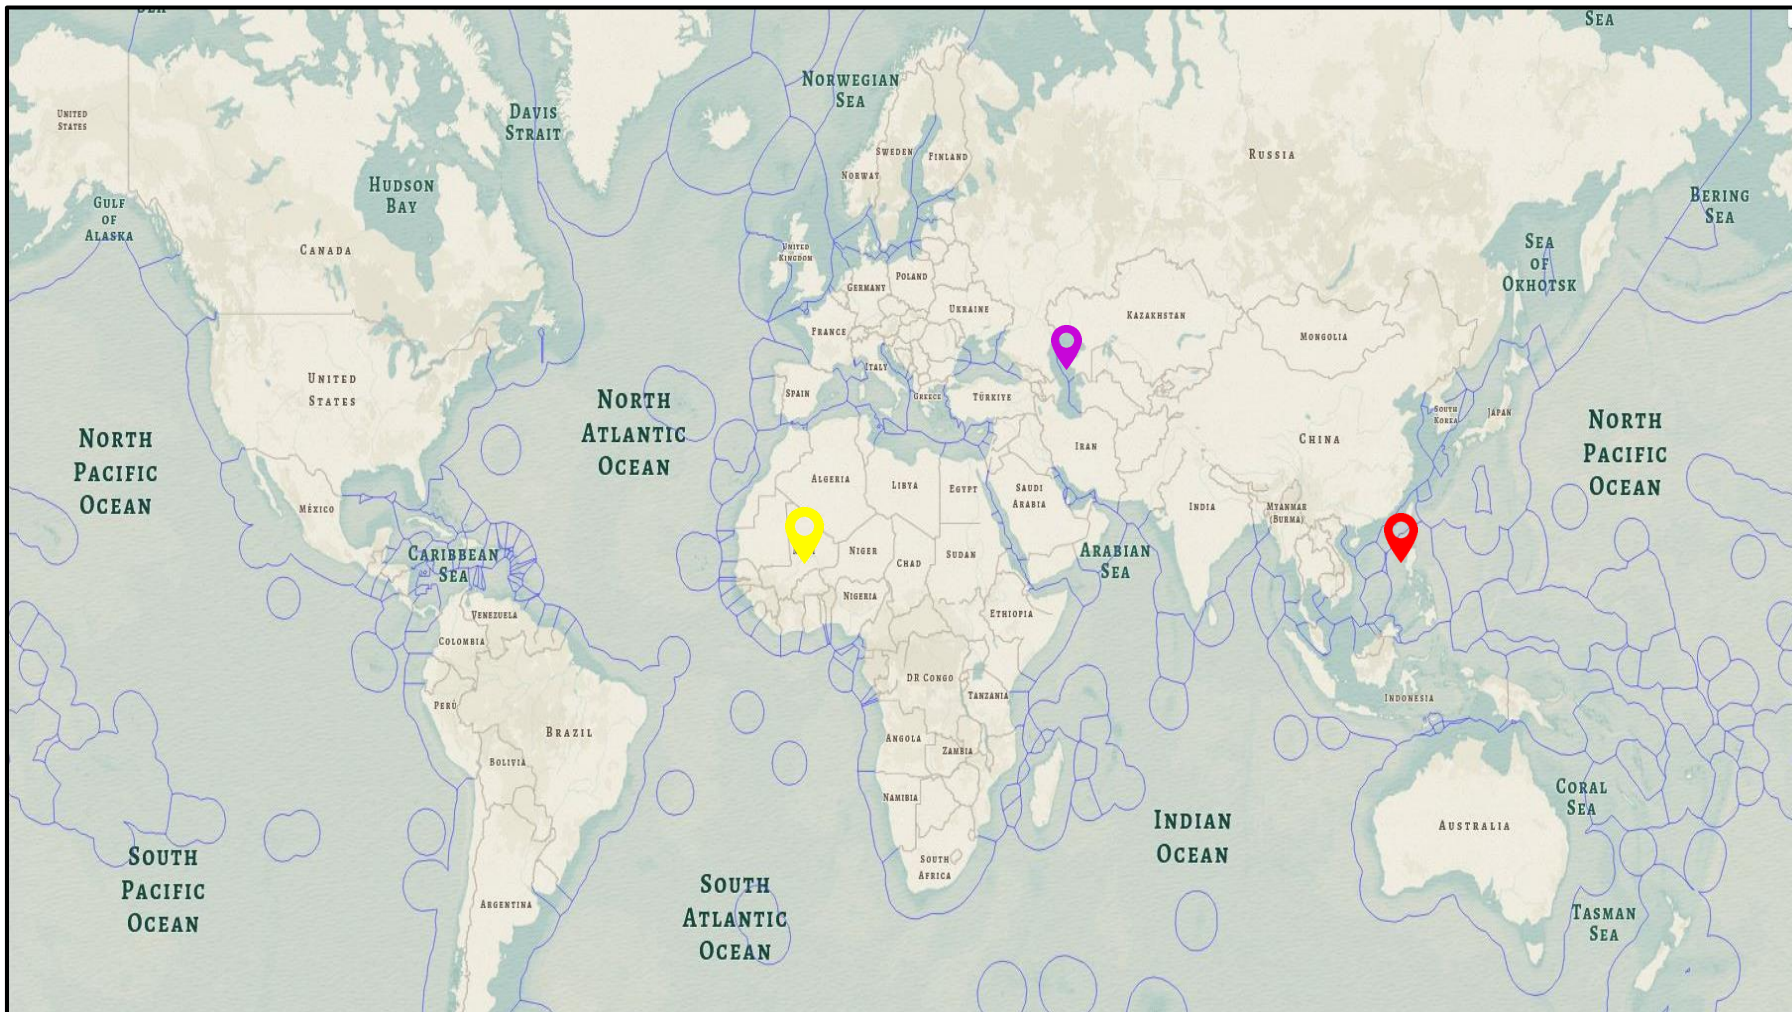 SEA
SEA
NORWEGIAN
SEA
DAVIS
STRAIT
UNITED
STATES
SWEDEN
FINLAND
NORWAY
RUSSIA
HUDSON
BAY
BERING
SEA
GULF
OF
ALASKA
CANADA
UNITED
KINGDOM
SEA
OF
OKHOTSK
POLAND
GERMANY
UKRAINE
KAZAKHSTAN
FRANCE
MONGOLIA
ITALY
UNITED
STATES
SPAIN
GREECE
TÜRKIYE
NORTH
ATLANTIC
OCEAN
SOUTH
KOREA
JAPAN
NORTH
PACIFIC
OCEAN
IRAN
CHINA
NORTH
PACIFIC
OCEAN
ALGERIA
LIBYA
EGYPT
SAUDI
ARABIA
MÉXICO
INDIA
MYANMAR
(BURMA)
CARIBBEAN
SEA
NIGER
CHAD
SUDAN
ARABIAN
SEA
NIGERIA
ETHIOPIA
VENEZUELA
COLOMBIA
DR CONGO
TANZANIA
INDONESIA
PERÚ
BRAZIL
ANGOLA
ZAMBIA
BOLIVIA
NAMIBIA
CORAL
SEA
INDIAN
OCEAN
AUSTRALIA
SOUTH
PACIFIC
OCEAN
SOUTH
AFRICA
SOUTH
ATLANTIC
OCEAN
ARGENTINA
TASMAN
SEA